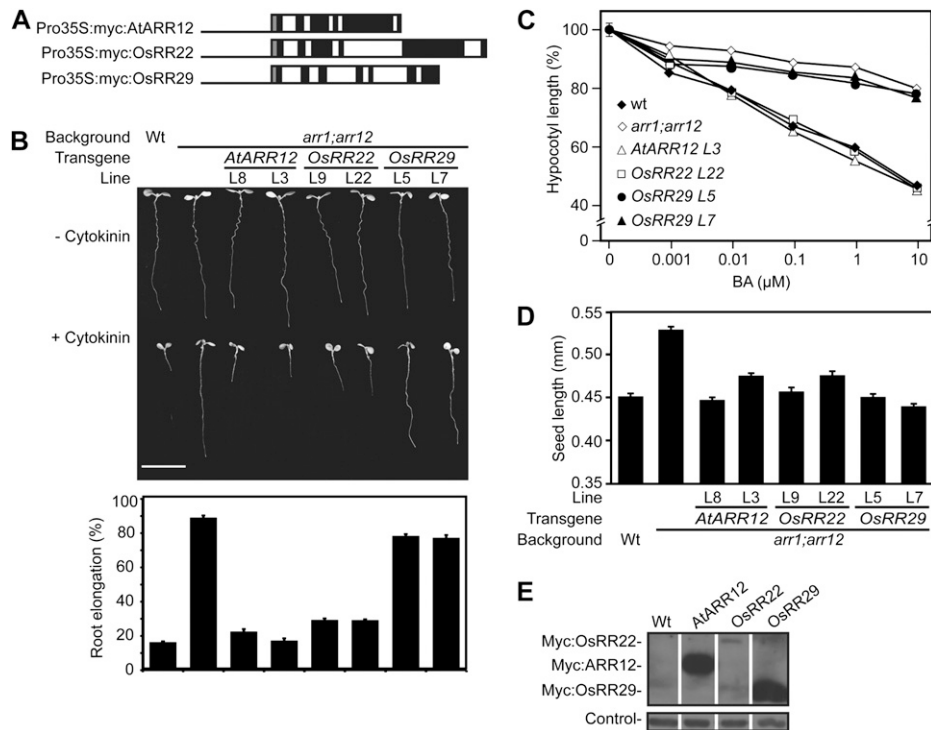 A
Pro35S:myc:AtARR12
Pro35S:myc:OsRR22
Pro35S:myc:OsRR29
B
Background Wt arr1;arr12
Transgene AtARR12 OsRR22 OsRR29
Line L8 L3 L9 L22 L5 L7
- Cytokinin
+ Cytokinin
Root elongation (%)
100
80
60
40
20
0
C
Hypocotyl length (%)
100
80
60
40
0
wt
arr1;arr12
AtARR12 L3
OsRR22 L22
OsRR29 L5
OsRR29 L7
0 0.001 0.01 0.1 1 10
BA (µM)
D
Seed length (mm)
0.55
0.50
0.45
0.40
0.35
Line L8 L3 L9 L22 L5 L7
Transgene AtARR12 OsRR22 OsRR29
Background Wt arr1;arr12
E
Wt AtARR12 OsRR22 OsRR29
Myc:OsRR22-
Myc:ARR12-
Myc:OsRR29-
Control-